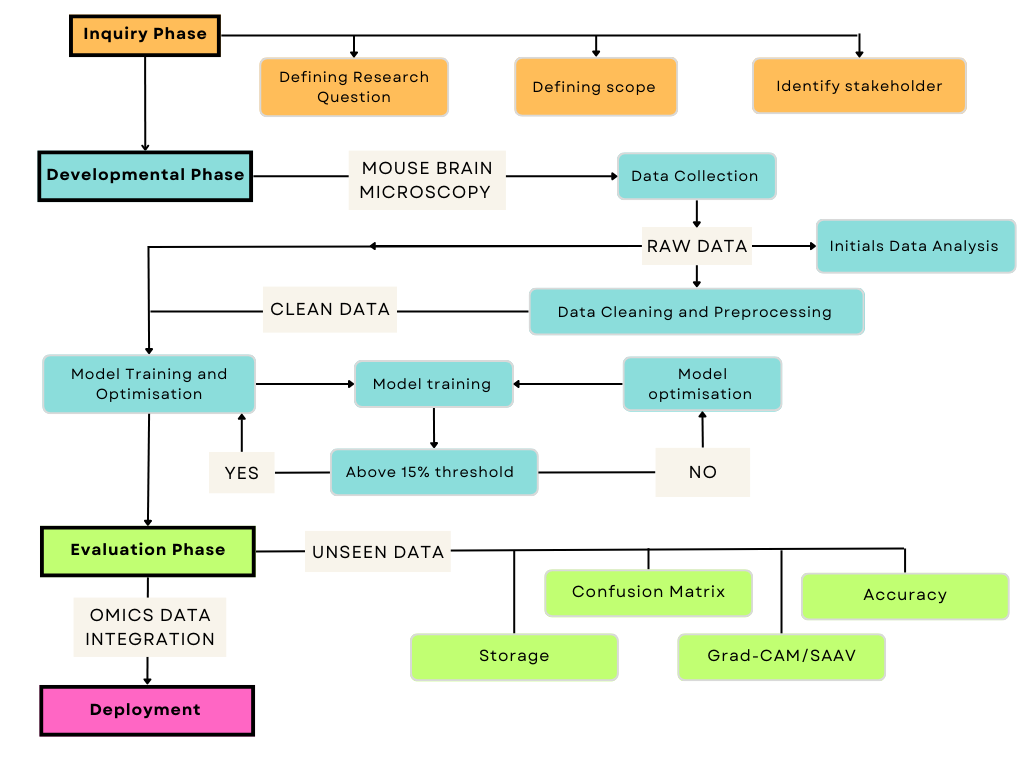 Inquiry Phase
Defining Research
Question
Defining scope
Identify stakeholder
Developmental Phase
MOUSE BRAIN
MICROSCOPY
Data Collection
RAW DATA
Initials Data Analysis
CLEAN DATA
Data Cleaning and Preprocessing
Model Training and
Optimisation
Model training
Model
optimisation
YES
Above 15% threshold
NO
Evaluation Phase
UNSEEN DATA
Confusion Matrix
Accuracy
Storage
Grad-CAM/SAAV
OMICS DATA
INTEGRATION
Deployment